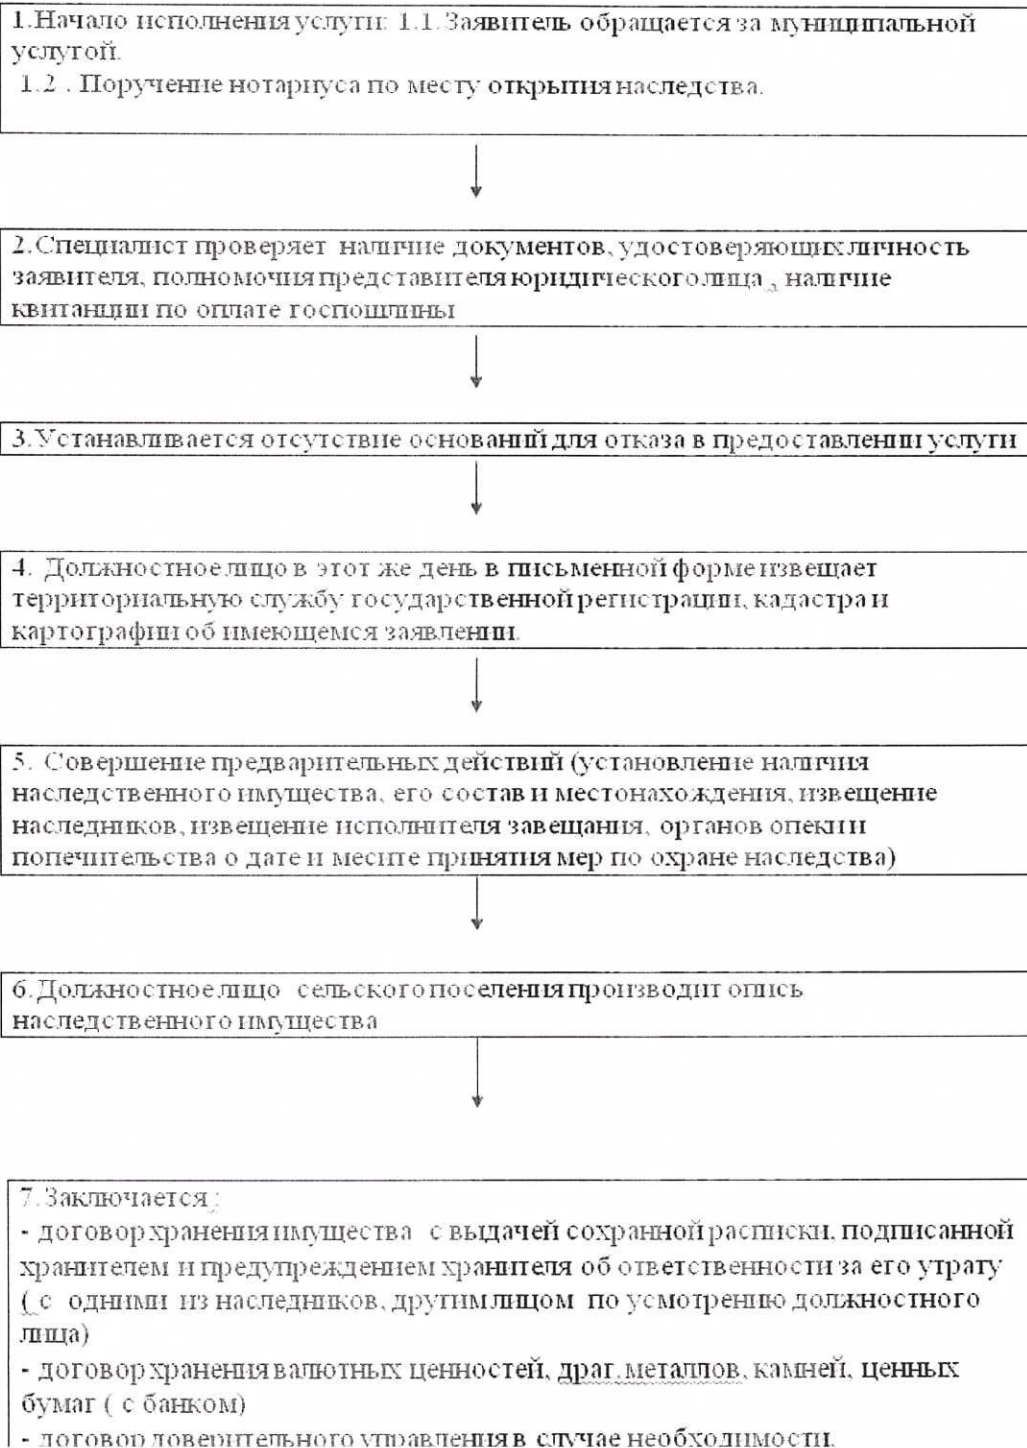 1.Начало исполнения услуги: 1.1.Заявитель обращается за муниципальной
услугой.
1.2 . Поручение нотариуса по месту открытия наследства.
2.Специалист проверяет наличие документов, удостоверяющих личность
заявителя, полномочия представителя юридического лица , наличие
квитанции по оплате госпошлины
3.Устанавливается отсутствие оснований для отказа в предоставлении услуги
4. Должностное лицо в этот же день в письменной форме извещает
территориальную службу государственной регистрации, кадастра и
картографии об имеющемся заявлении.
5. Совершение предварительных действий (установление наличия
наследственного имущества, его состав и местонахождения, извещение
наследников, извещение исполнителя завещания, органов опеки и
попечительства о дате и месите принятия мер по охране наследства)
6.Должностное лицо сельского поселения производит опись
наследственного имущества
7.Заключается :
- договор хранения имущества с выдачей сохранной расписки, подписанной
хранителем и предупреждением хранителя об ответственности за его утрату
( с одними из наследников, другим лицом по усмотрению должностного
лица)
- договор хранения валютных ценностей, драг.металлов, камней, ценных
бумаг ( с банком)
- договор доверительного управления в случае необходимости.